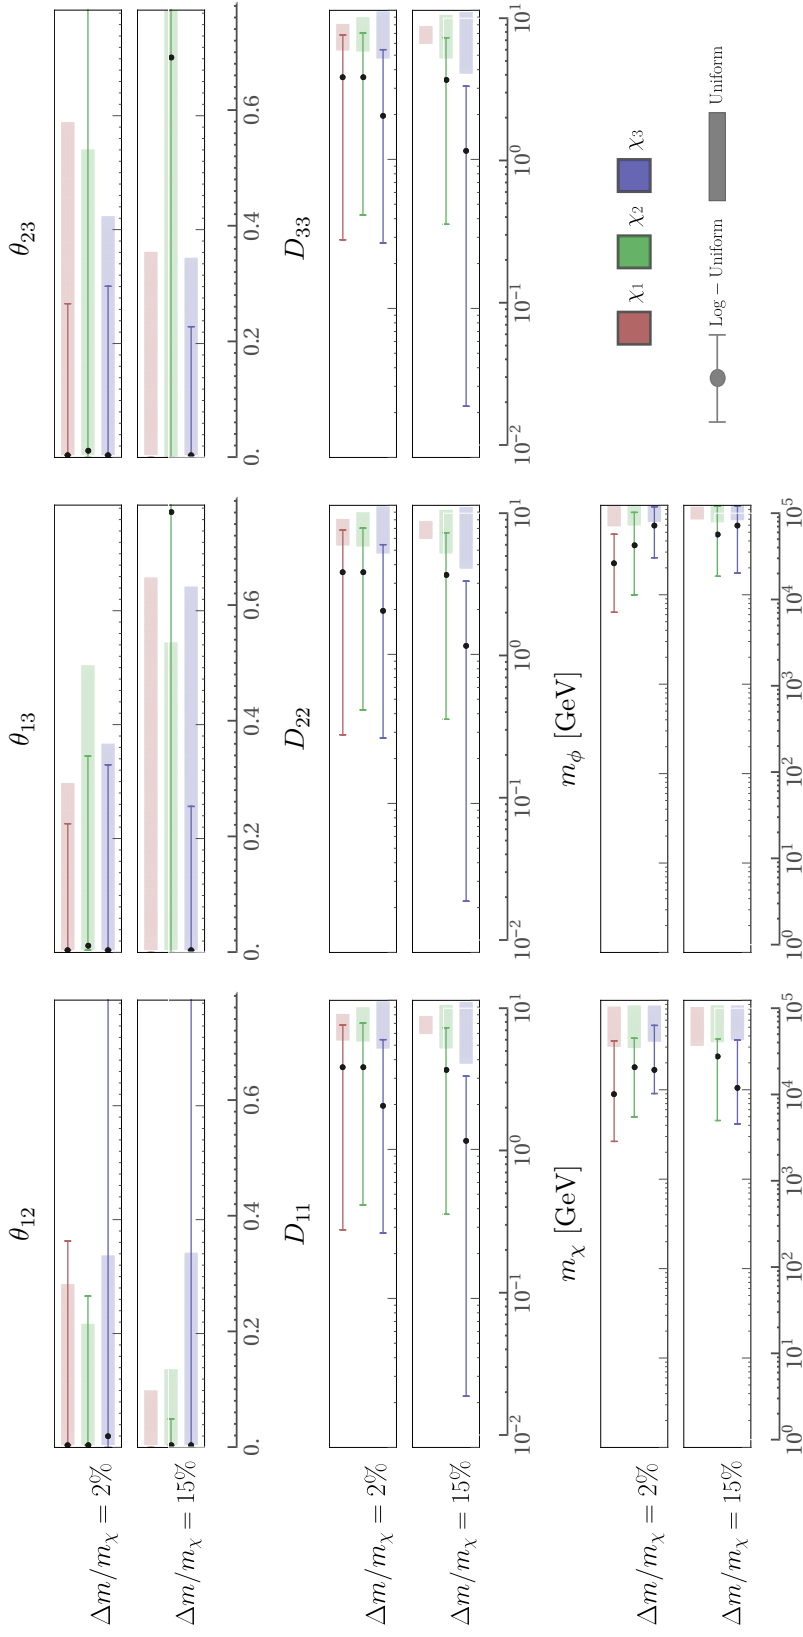 θ12 θ13 θ23
Δm/mχ = 2%
Δm/mχ = 15%
0. 0.2 0.4 0.6 0. 0.2 0.4 0.6 0. 0.2 0.4 0.6
D11 D22 D33
Δm/mχ = 2%
Δm/mχ = 15%
10^-2 10^-1 10^0 10^1 10^-2 10^-1 10^0 10^1 10^-2 10^-1 10^0 10^1
mχ [GeV] mϕ [GeV]
Δm/mχ = 2%
χ1 χ2 χ3
Δm/mχ = 15%
Log − Uniform Uniform
10^0 10^1 10^2 10^3 10^4 10^5 10^0 10^1 10^2 10^3 10^4 10^5